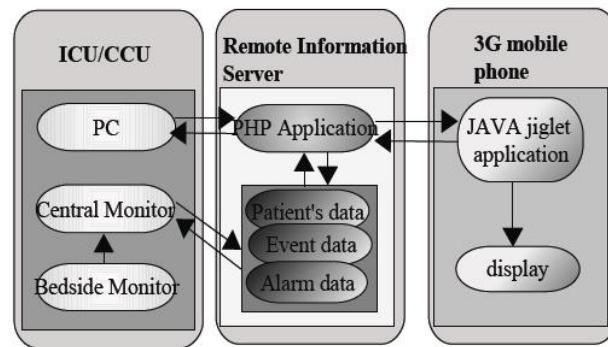 ICU/CCU
PC
Central Monitor
Bedside Monitor
Remote Information
Server
PHP Application
Patient's data
Event data
Alarm data
3G mobile
phone
JAVA jiglet
application
display